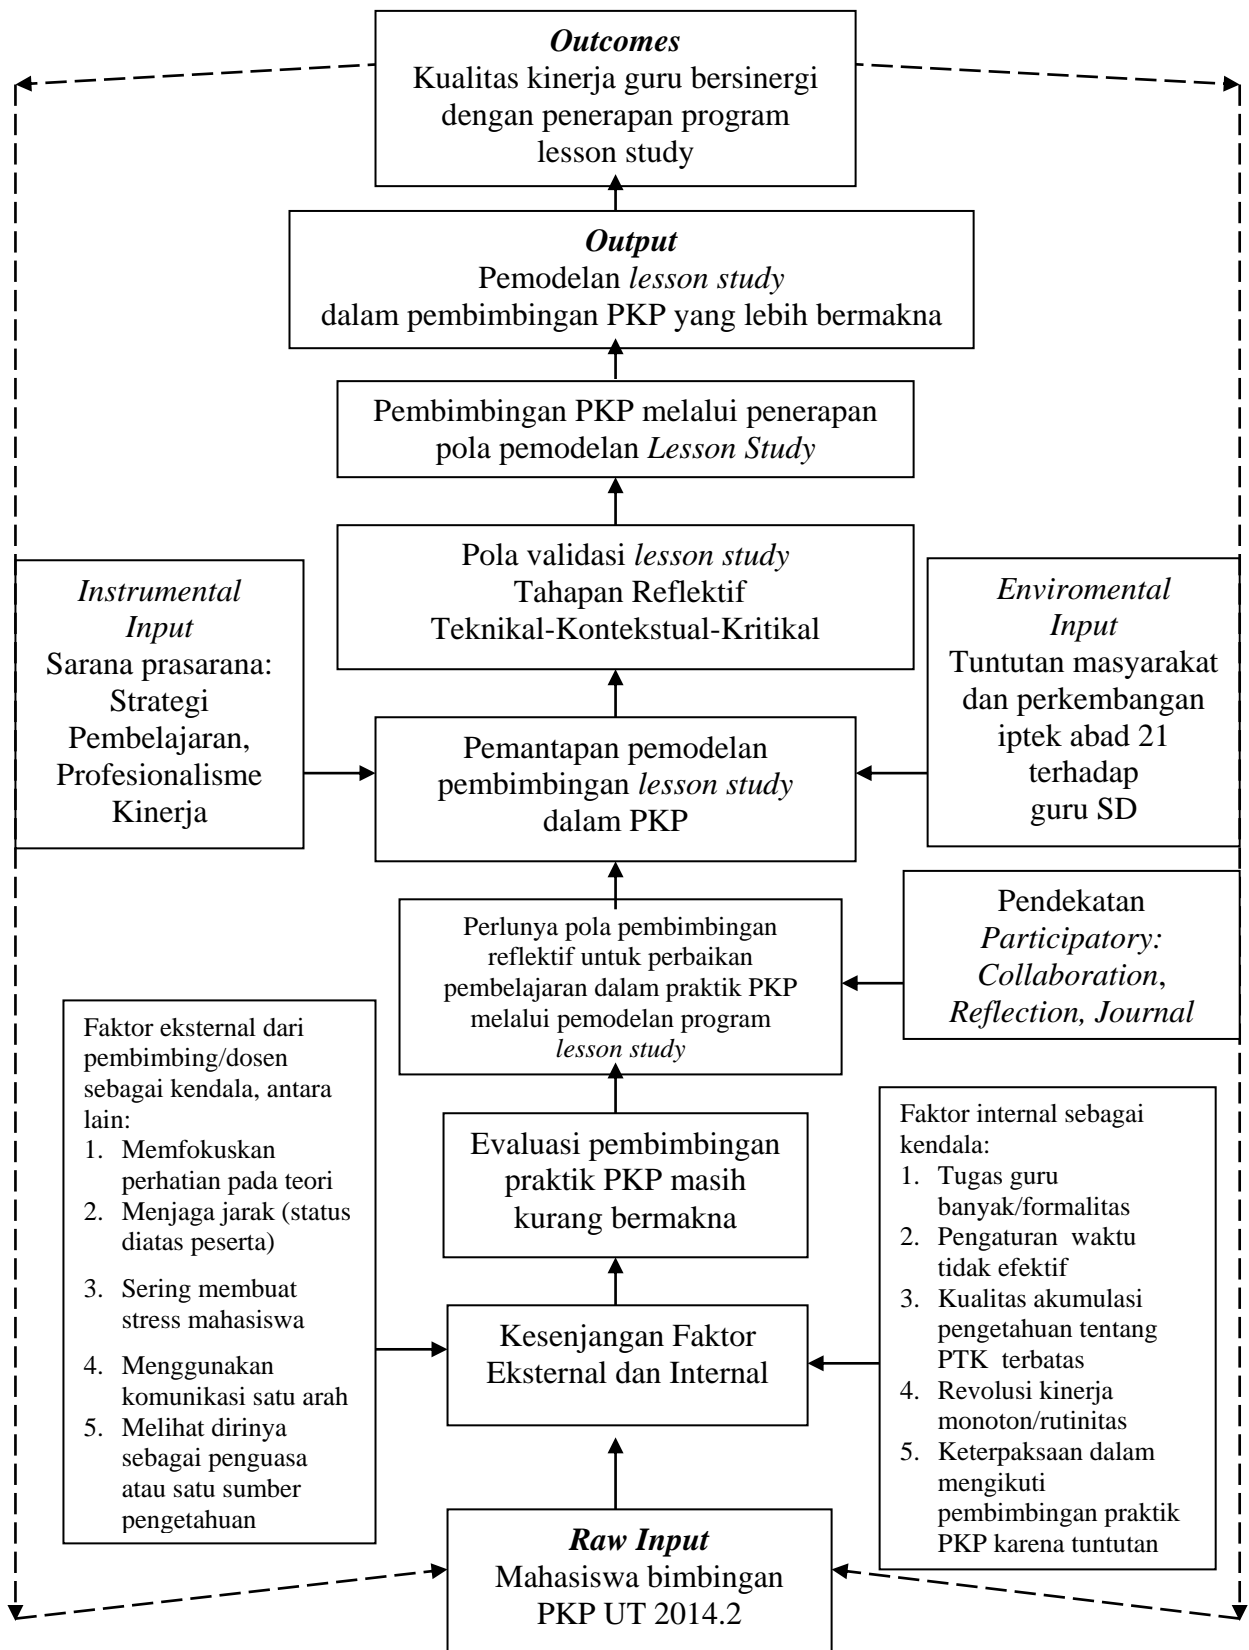 Outcomes
Kualitas kinerja guru bersinergi
dengan penerapan program
lesson study
Output
Pemodelan lesson study
dalam pembimbingan PKP yang lebih bermakna
Pembimbingan PKP melalui penerapan
pola pemodelan Lesson Study
Pola validasi lesson study
Tahapan Reflektif
Teknikal-Kontekstual-Kritikal
Instrumental
Input
Sarana prasarana:
Strategi
Pembelajaran,
Profesionalisme
Kinerja
Enviromental
Input
Tuntutan masyarakat
dan perkembangan
iptek abad 21
terhadap
guru SD
Pemantapan pemodelan
pembimbingan lesson study
dalam PKP
Perlunya pola pembimbingan
reflektif untuk perbaikan
pembelajaran dalam praktik PKP
melalui pemodelan program
lesson study
Pendekatan
Participatory:
Collaboration,
Reflection, Journal
Faktor eksternal dari
pembimbing/dosen
sebagai kendala, antara
lain:
1. Memfokuskan
perhatian pada teori
2. Menjaga jarak (status
diatas peserta)
3. Sering membuat
stress mahasiswa
4. Menggunakan
komunikasi satu arah
5. Melihat dirinya
sebagai penguasa
atau satu sumber
pengetahuan
Evaluasi pembimbingan
praktik PKP masih
kurang bermakna
Kesenjangan Faktor
Eksternal dan Internal
Faktor internal sebagai
kendala:
1. Tugas guru
banyak/formalitas
2. Pengaturan waktu
tidak efektif
3. Kualitas akumulasi
pengetahuan tentang
PTK terbatas
4. Revolusi kinerja
monoton/rutinitas
5. Keterpaksaan dalam
mengikuti
pembimbingan praktik
PKP karena tuntutan
Raw Input
Mahasiswa bimbingan
PKP UT 2014.2